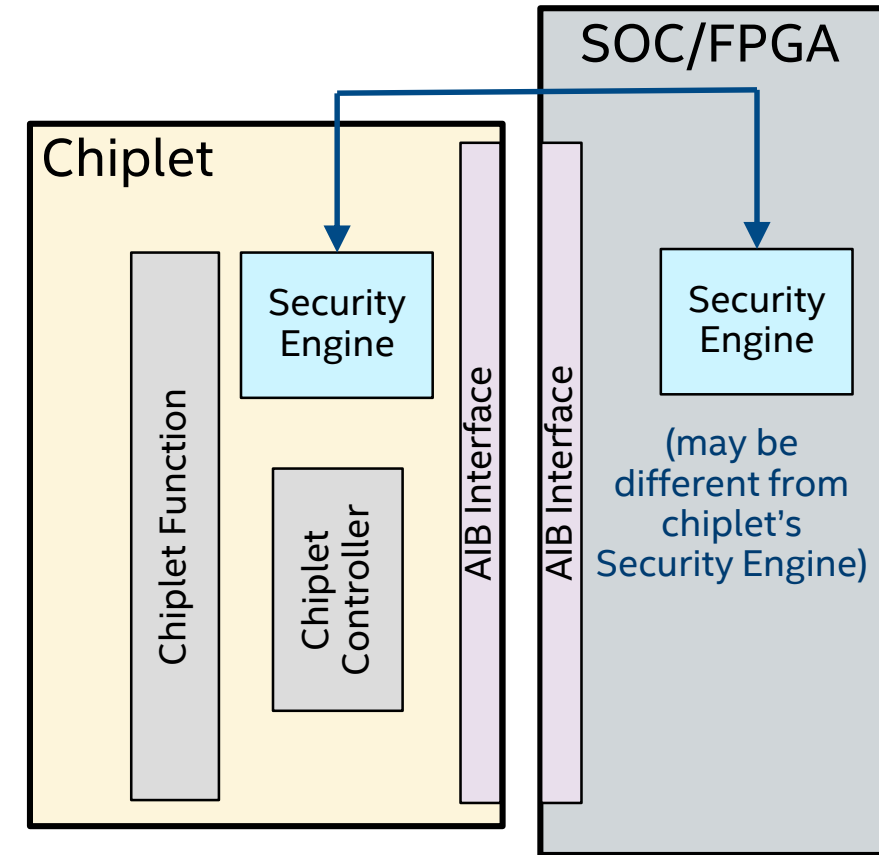 SOC/FPGA
Chiplet
Security
Engine
Chiplet Function
Chiplet
Controller
AIB Interface
AIB Interface
Security
Engine
(may be
different from
chiplet's
Security Engine)